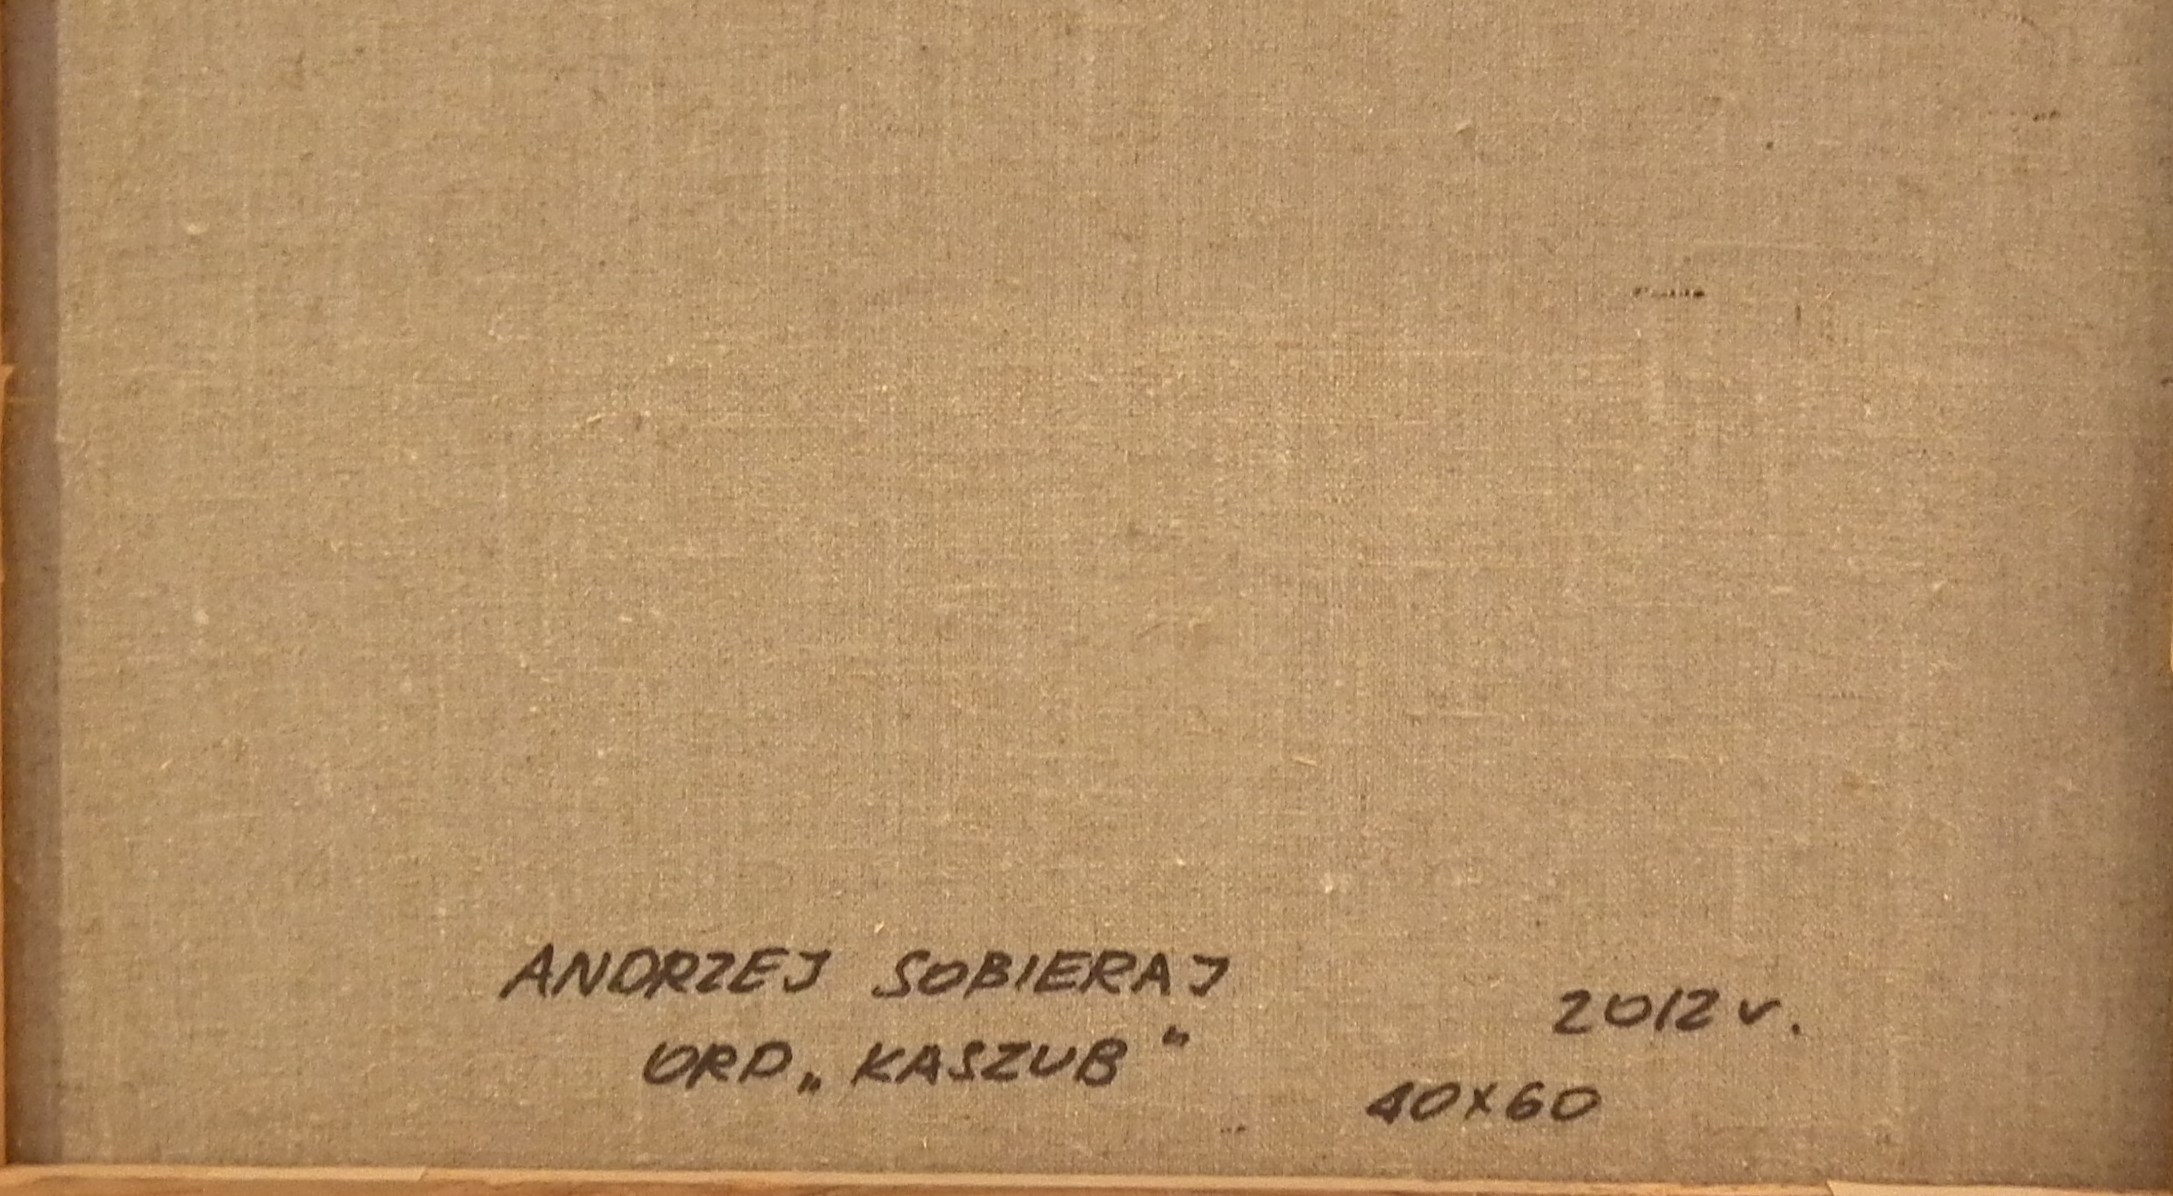 ANDRZEJ SOBIERAJ
ORP „KASZUB"
2012 r.
40x60